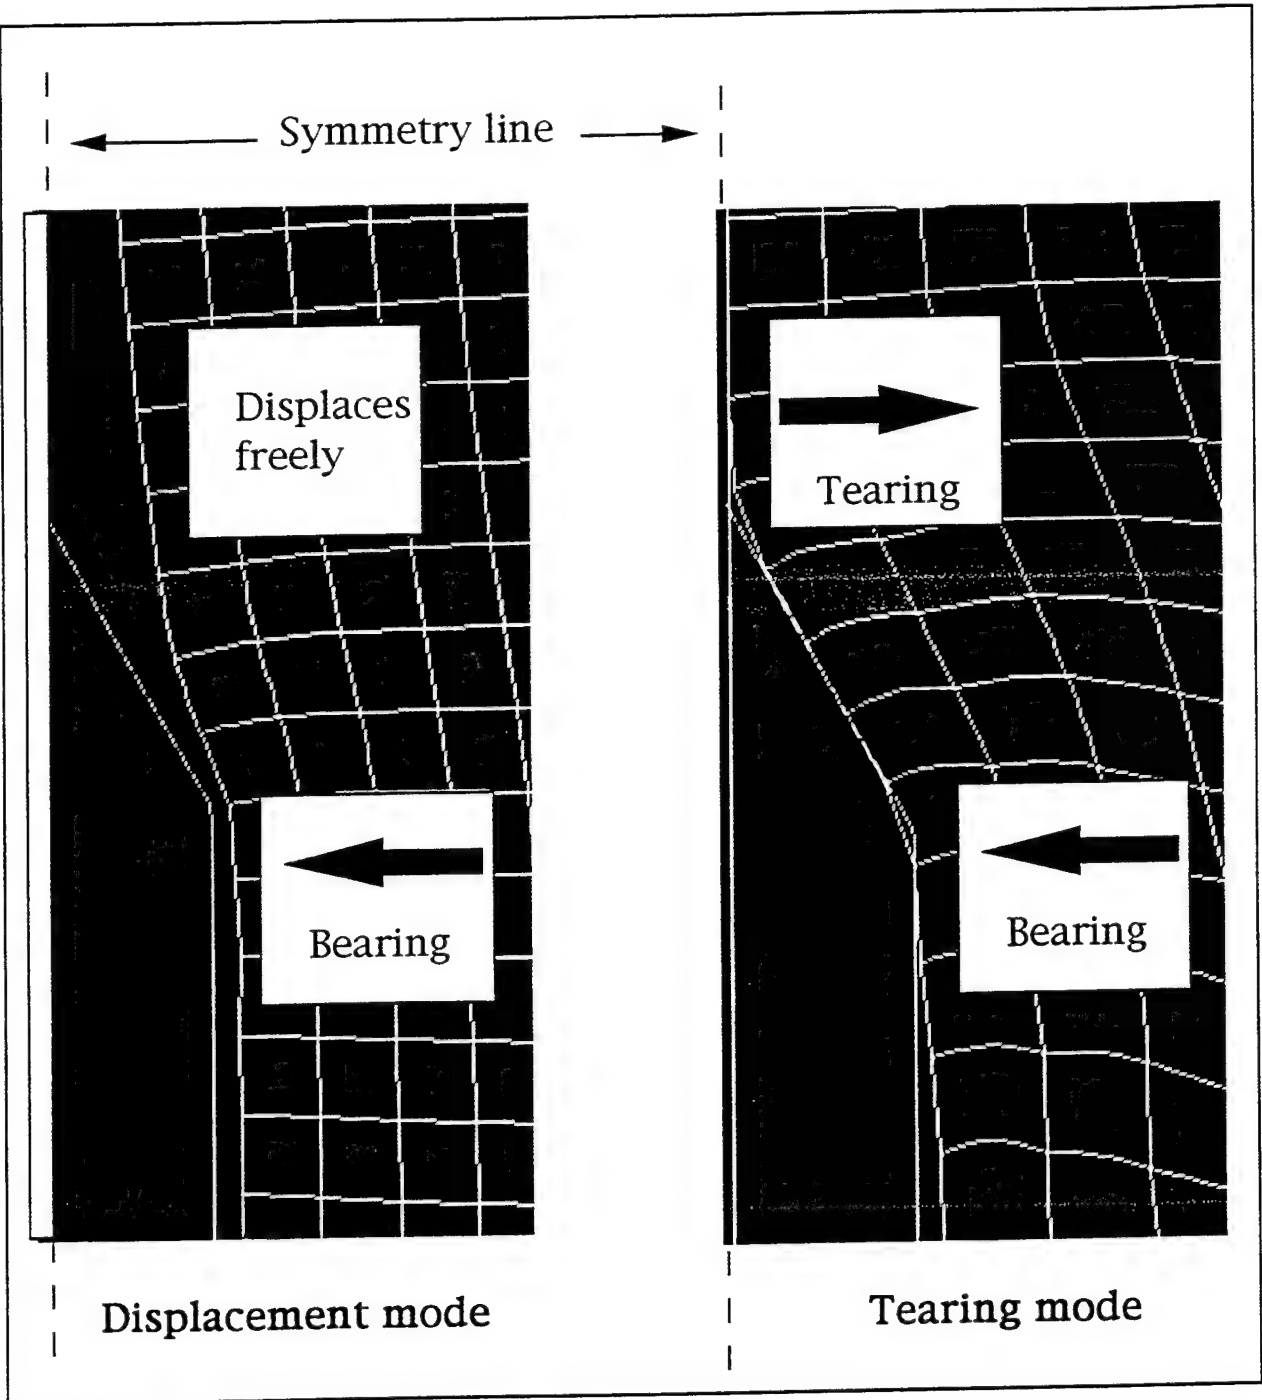 Symmetry line
Displaces
freely
Bearing
Tearing
Bearing
Displacement mode
Tearing mode